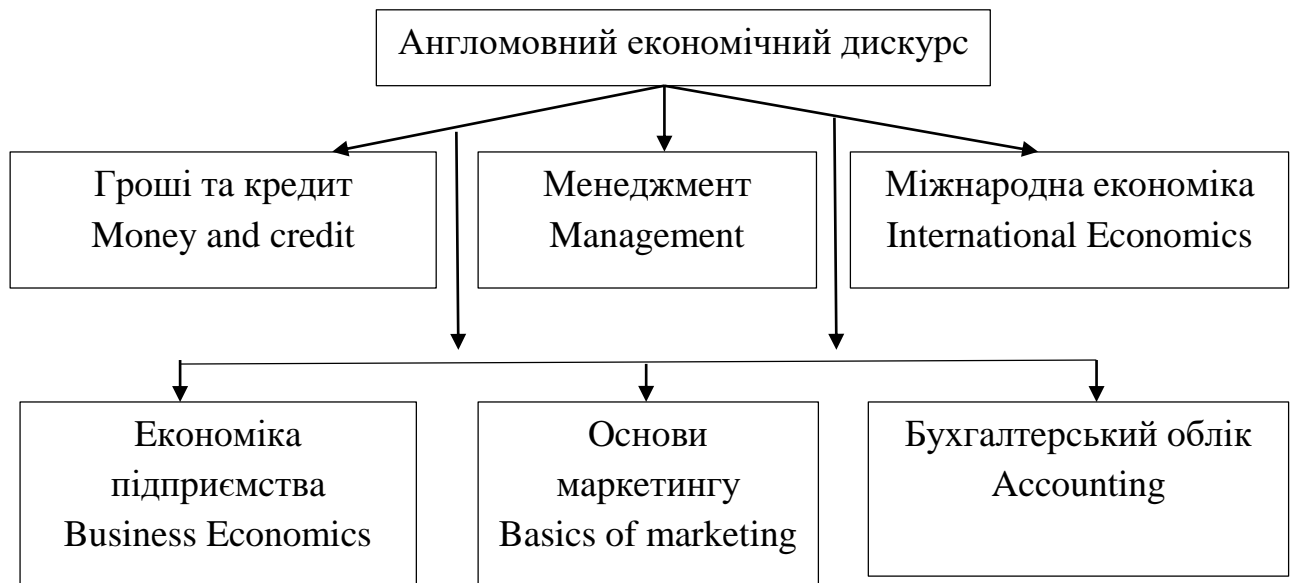 Англомовний економічний дискурс
Гроші та кредит
Money and credit
Менеджмент
Management
Міжнародна економіка
International Economics
Економіка
підприємства
Business Economics
Основи
маркетингу
Basics of marketing
Бухгалтерський облік
Accounting